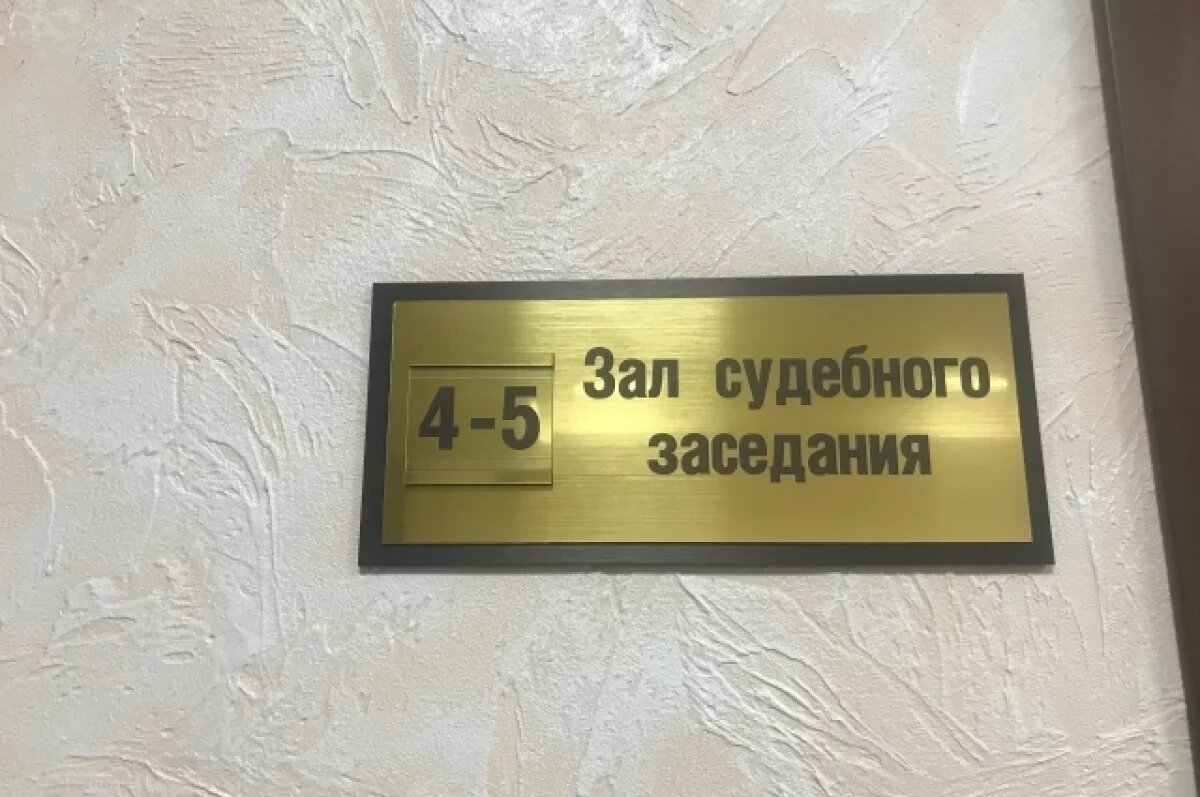 4-5
Зал судебного
заседания